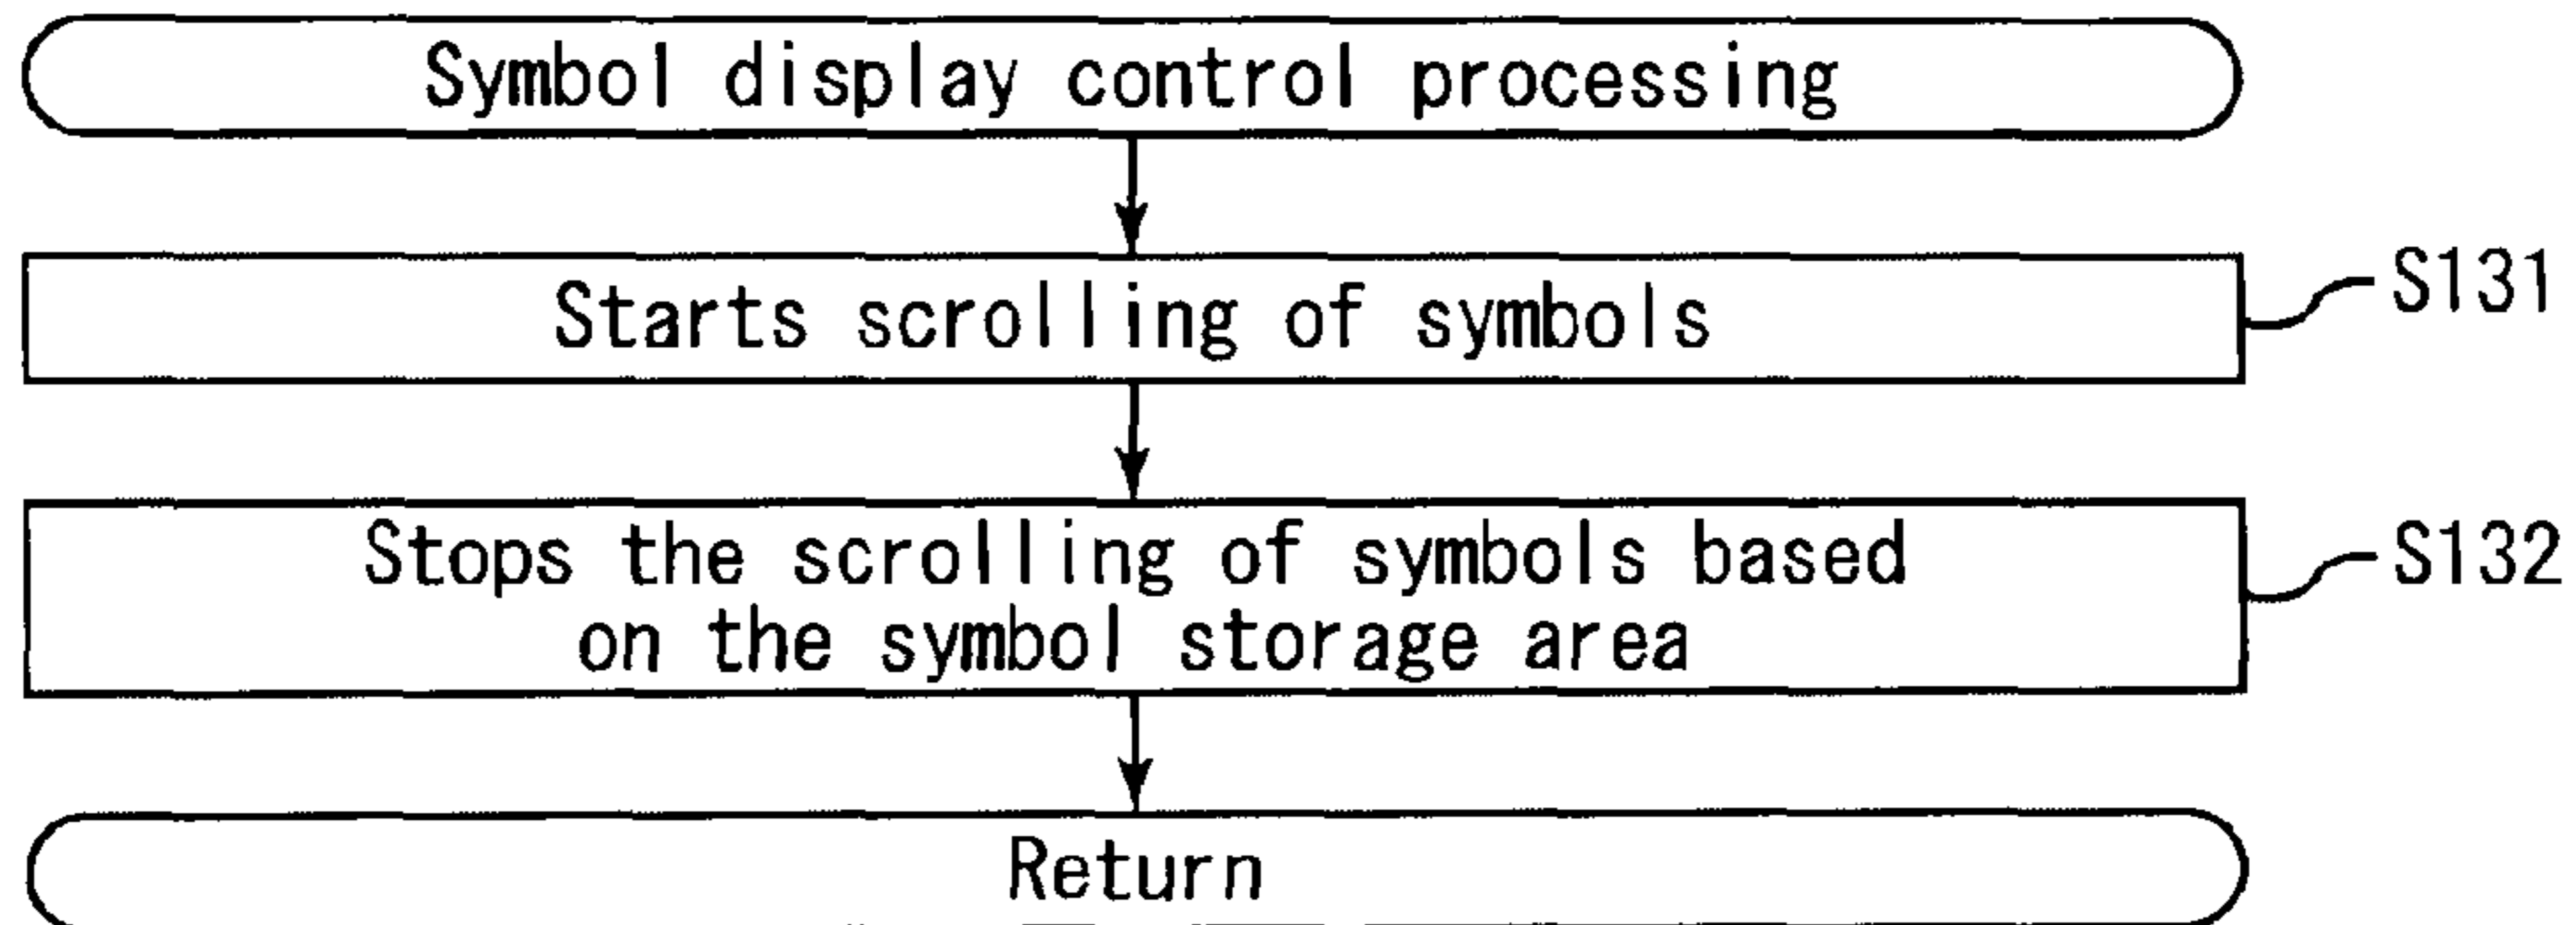 Symbol display control processing
Starts scrolling of symbols
S131
Stops the scrolling of symbols based
on the symbol storage area
S132
Return